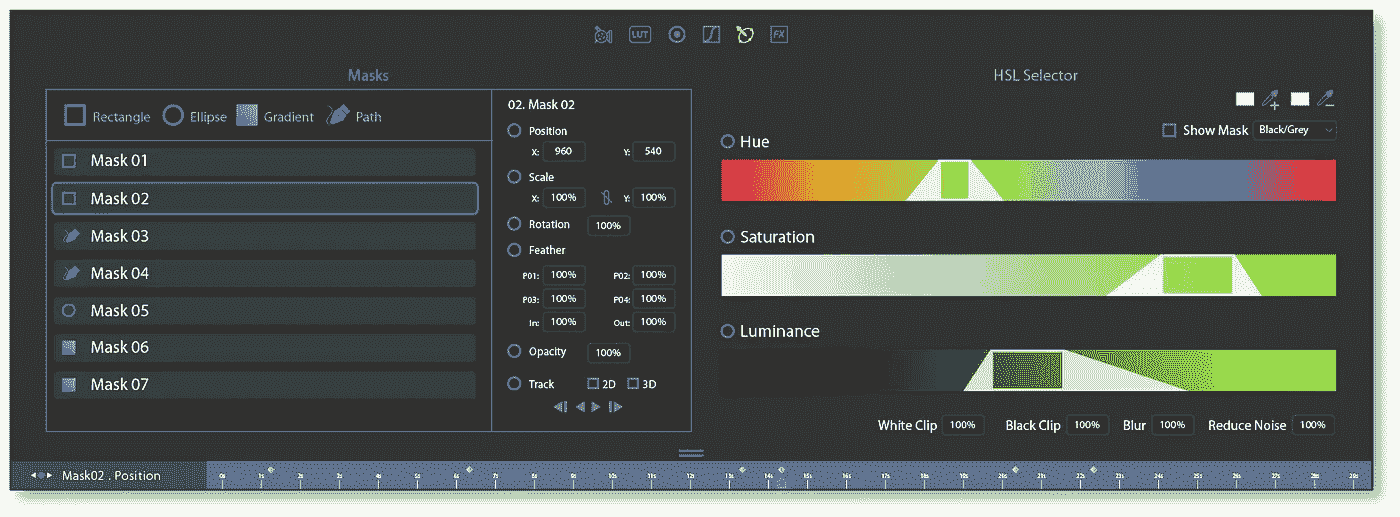 LUT FX
Masks
HSL Selector
Rectangle Ellipse Gradient Path
Mask 01
Mask 02
Mask 03
Mask 04
Mask 05
Mask 06
Mask 07
02. Mask 02
Position
X: 960 Y: 540
Scale
X: 100% Y: 100%
Rotation 100%
Feather
P01: 100% P02: 100%
P03: 100% P04: 100%
In: 100% Out: 100%
Opacity 100%
Track 2D 3D
Show Mask Black/Grey
Hue
Saturation
Luminance
White Clip 100% Black Clip 100% Blur 100% Reduce Noise 100%
Mask02 . Position